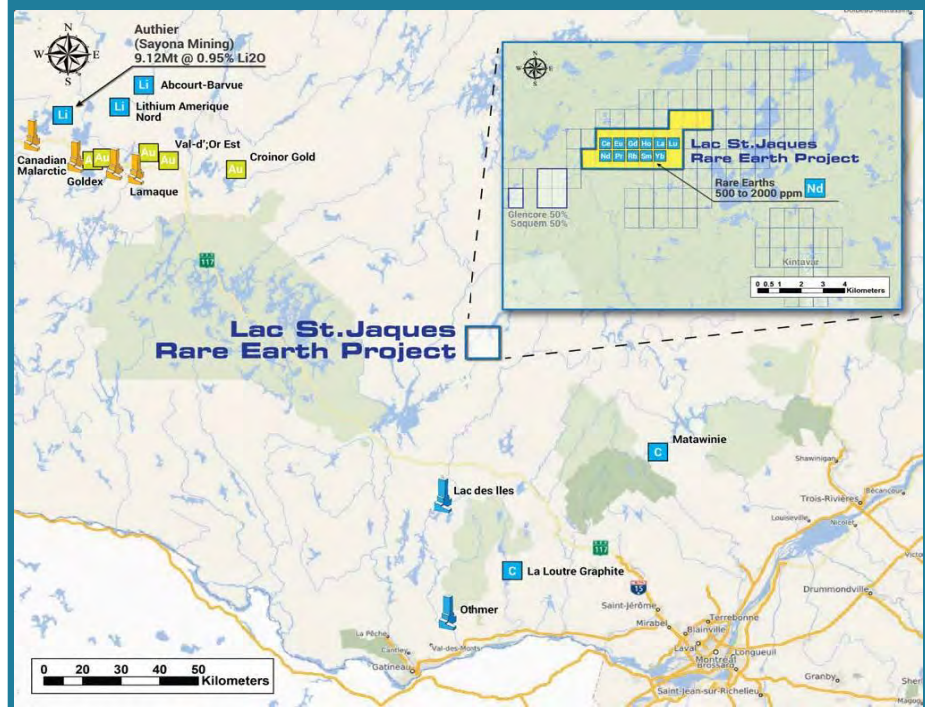 N
W
E
S
Authier
(Sayona Mining)
9.12Mt @ 0.95% Li2O
Li
Abcourt-Barvue
Li
Lithium Amerique
Nord
Li
Canadian
Malarctic
Goldex
A
Au
Lamaque
Au
Au
Val-d';Or Est
Croinor Gold
Au
117
Lac St.Jaques
Rare Earth Project
Ce Eu Gd Ho La Lu
Nd Pr Rb Sm Yb
Lac St.Jaques
Rare Earth Project
Rare Earths
500 to 2000 ppm
Nd
Glencore 50%
Soquem 50%
Kintavar
0 0.5 1 2 3 4
Kilometers
Matawinie
C
Shawinigan
Trois-Rivières
Bécancour
Louiseville
Nicolet
Lac des Iles
117
C
La Loutre Graphite
15
Drummondville
Othmer
Saint-Jérôme
Mirabel
Terrebonne
Blainville
Laval
Montréal
Longueuil
Brossard
Granby
Saint-Jean-sur-Richelieu
La Pêche
Cantley
Val-des-Monts
Gatineau
0 20 30 40 50
Kilometers